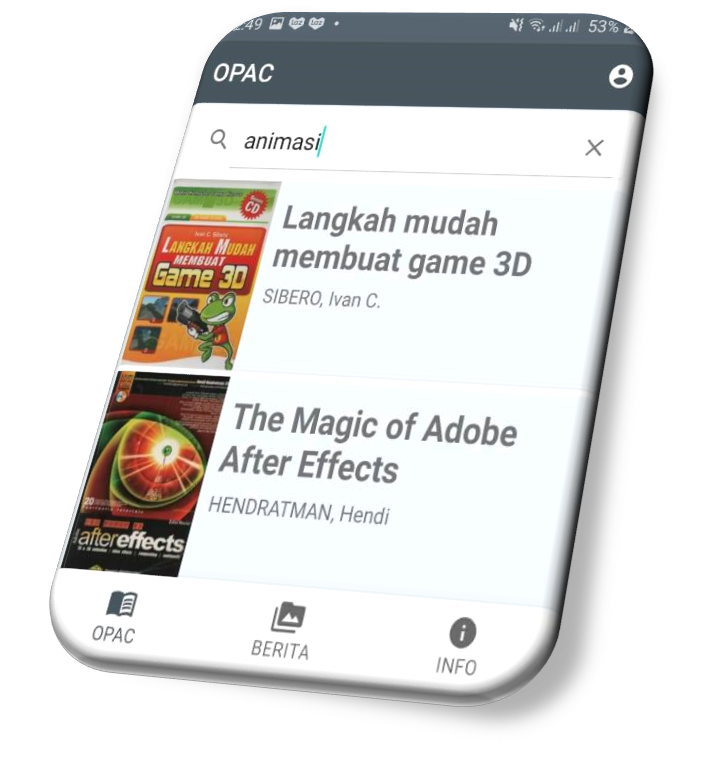 :49
53%
OPAC
animasi
Bonus
CD
Ivan C. Sibero
LANGKAH MUDAH
MEMBUAT
Game 3D
Langkah mudah
membuat game 3D
SIBERO, Ivan C.
20
aftereffects
The Magic of Adobe
After Effects
HENDRATMAN, Hendi
OPAC
BERITA
INFO